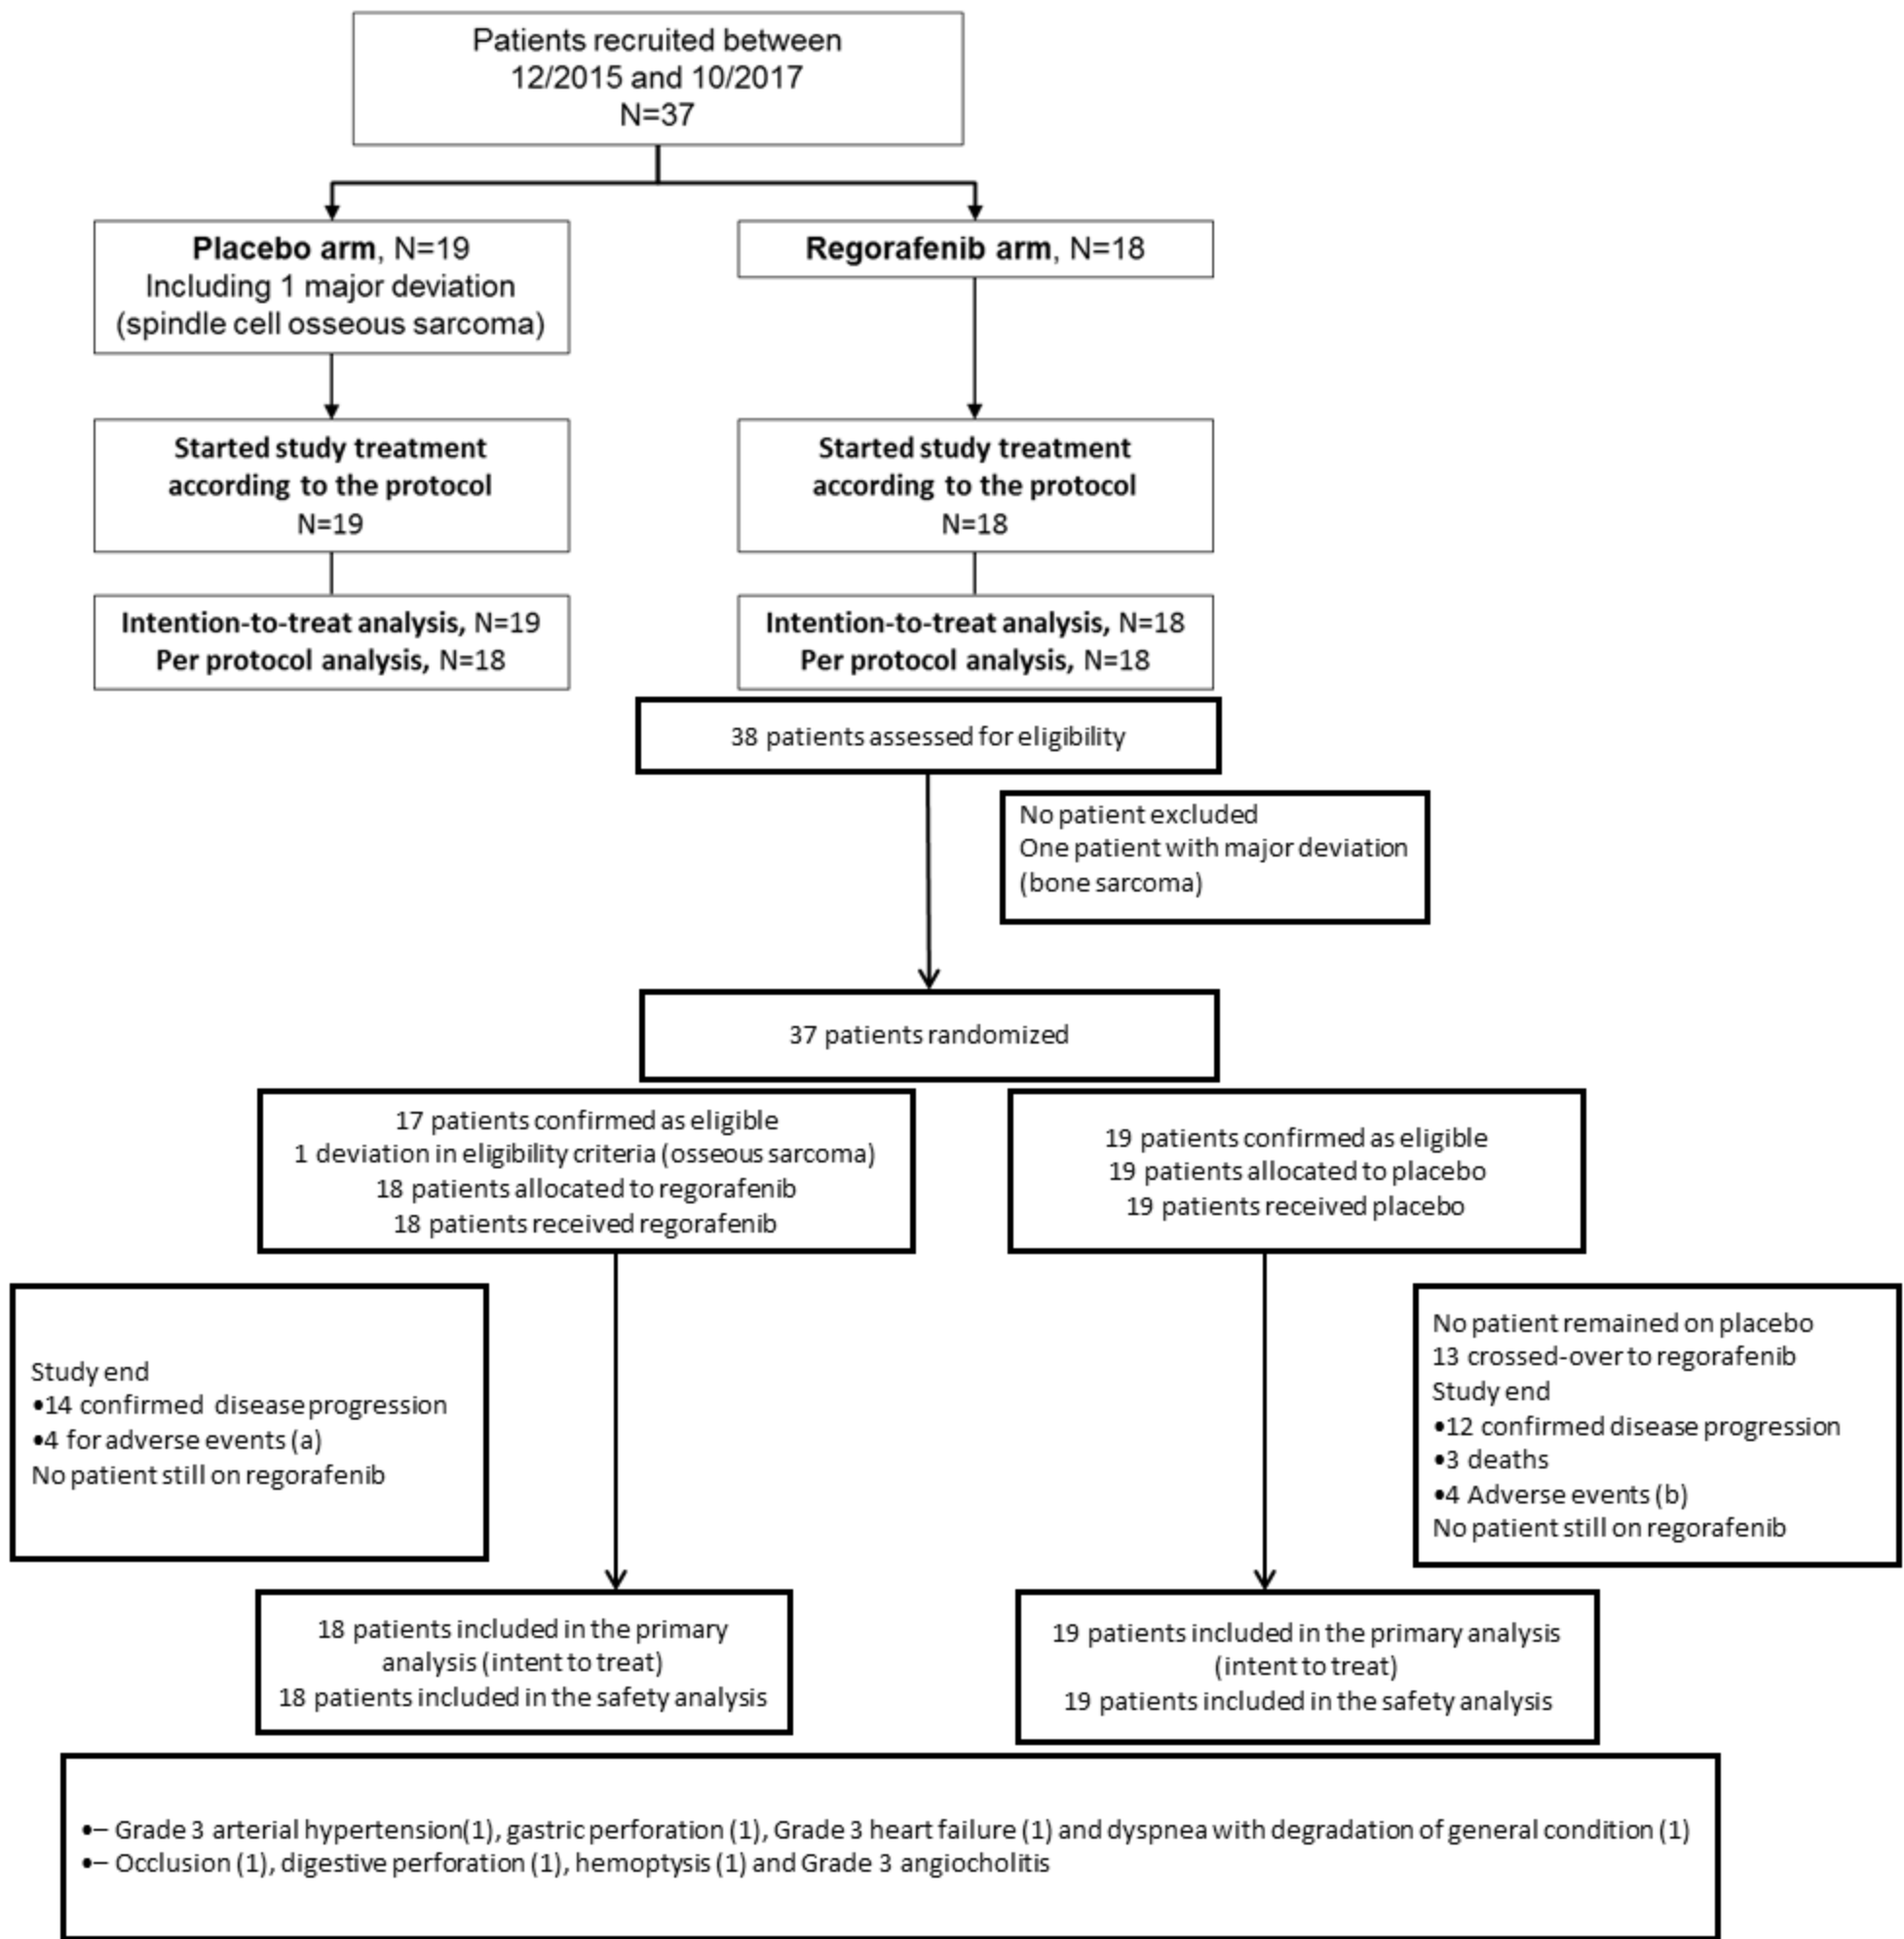 Patients recruited between
12/2015 and 10/2017
N=37
Placebo arm, N=19
Including 1 major deviation
(spindle cell osseous sarcoma)
Regorafenib arm, N=18
Started study treatment
according to the protocol
N=19
Started study treatment
according to the protocol
N=18
Intention-to-treat analysis, N=19
Per protocol analysis, N=18
Intention-to-treat analysis, N=18
Per protocol analysis, N=18
38 patients assessed for eligibility
No patient excluded
One patient with major deviation
(bone sarcoma)
37 patients randomized
17 patients confirmed as eligible
1 deviation in eligibility criteria (osseous sarcoma)
18 patients allocated to regorafenib
18 patients received regorafenib
19 patients confirmed as eligible
19 patients allocated to placebo
19 patients received placebo
Study end
•14 confirmed disease progression
•4 for adverse events (a)
No patient still on regorafenib
No patient remained on placebo
13 crossed-over to regorafenib
Study end
•12 confirmed disease progression
•3 deaths
•4 Adverse events (b)
No patient still on regorafenib
18 patients included in the primary
analysis (intent to treat)
18 patients included in the safety analysis
19 patients included in the primary analysis
(intent to treat)
19 patients included in the safety analysis
•– Grade 3 arterial hypertension(1), gastric perforation (1), Grade 3 heart failure (1) and dyspnea with degradation of general condition (1)
•– Occlusion (1), digestive perforation (1), hemoptysis (1) and Grade 3 angiocholitis